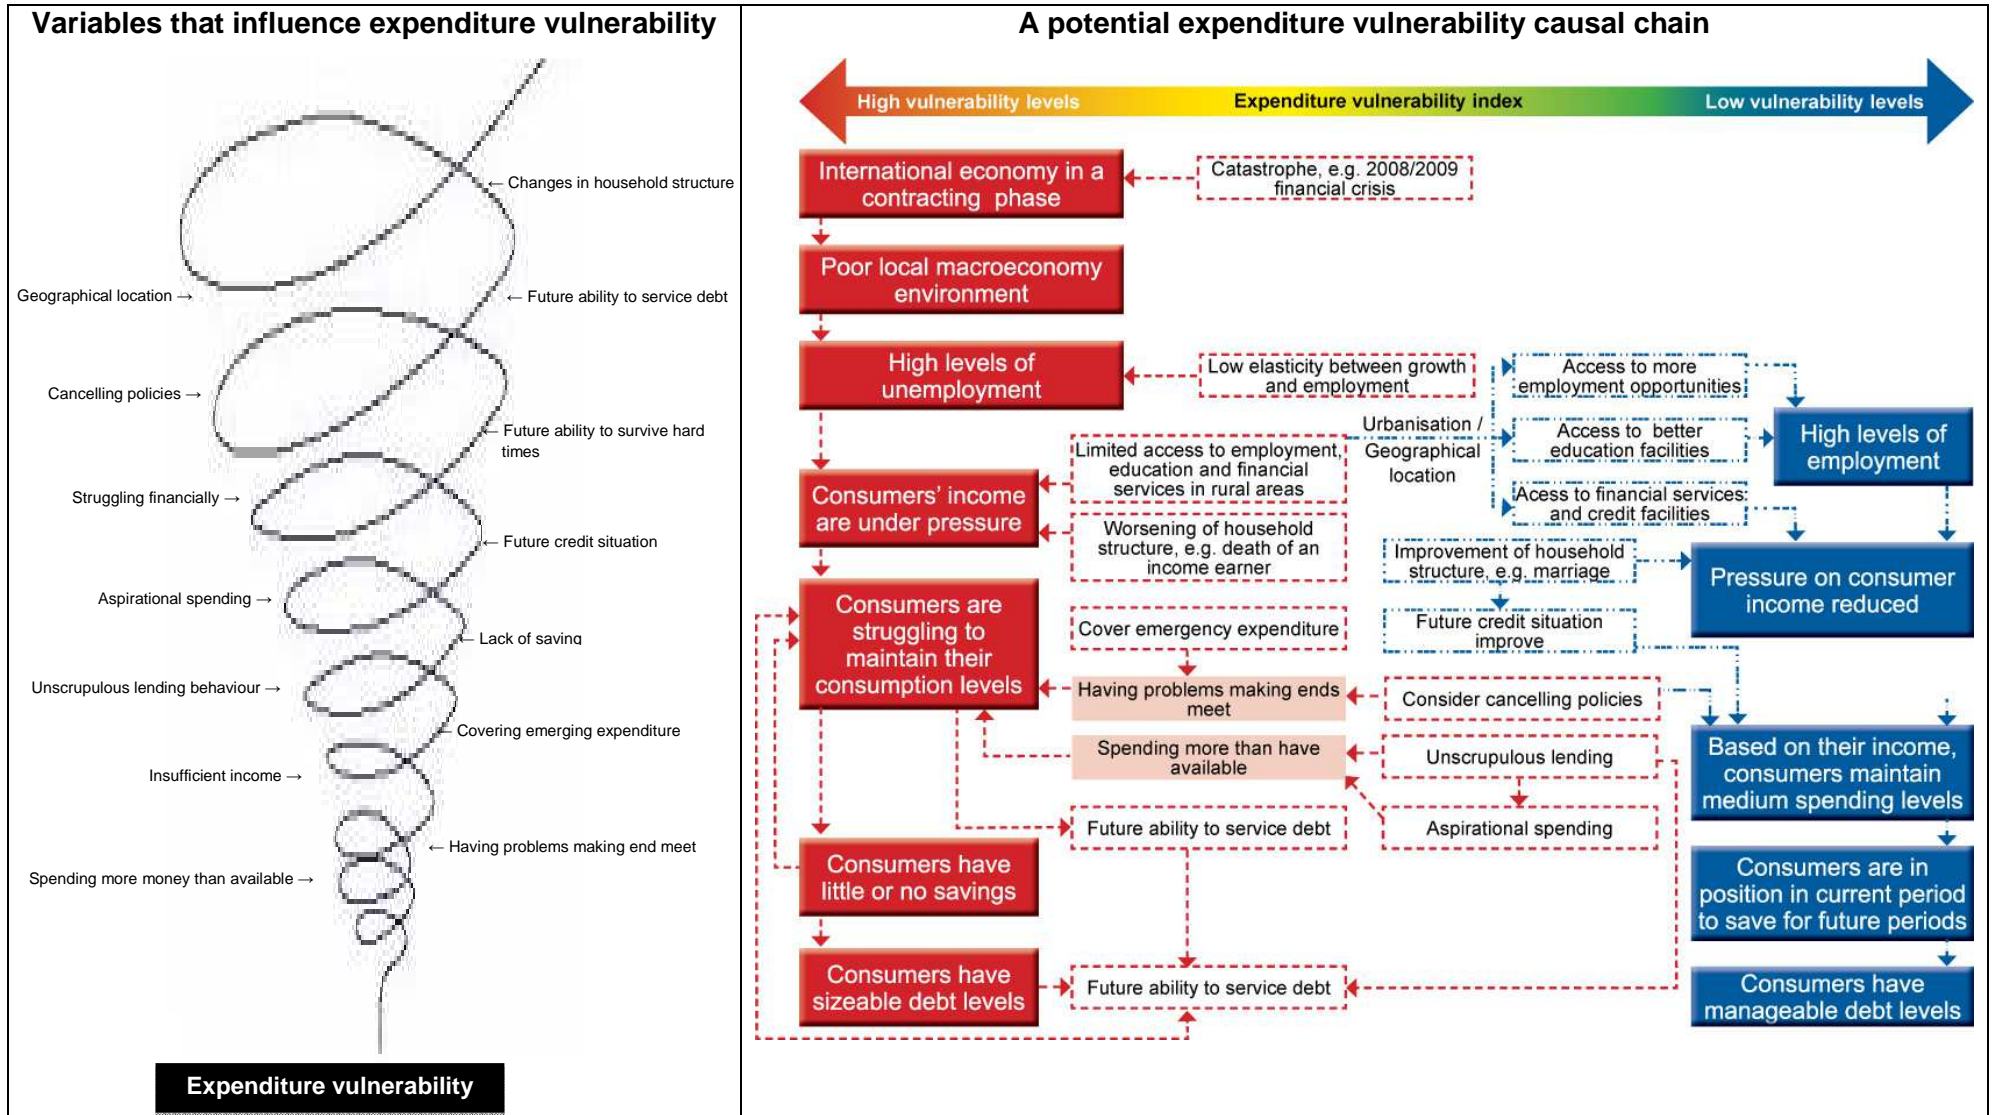 Variables that influence expenditure vulnerability
← Changes in household structure
Geographical location →
← Future ability to service debt
Cancelling policies →
← Future ability to survive hard
times
Struggling financially →
← Future credit situation
Aspirational spending →
← Lack of saving
Unscrupulous lending behaviour →
← Covering emerging expenditure
Insufficient income →
← Having problems making end meet
Spending more money than available →
Expenditure vulnerability
A potential expenditure vulnerability causal chain
High vulnerability levels
Expenditure vulnerability index
Low vulnerability levels
International economy in a
contracting phase
Catastrophe, e.g. 2008/2009
financial crisis
Poor local macroeconomy
environment
High levels of
unemployment
Low elasticity between growth
and employment
Access to more
employment opportunities
Urbanisation /
Geographical
location
Access to better
education facilities
High levels of
employment
Limited access to employment,
education and financial
services in rural areas
Consumers' income
are under pressure
Acess to financial services:
and credit facilities
Worsening of household
structure, e.g. death of an
income earner
Improvement of household
structure, e.g. marriage
Pressure on consumer
income reduced
Consumers are
struggling to
maintain their
consumption levels
Cover emergency expenditure
Future credit situation
improve
Having problems making ends
meet
Consider cancelling policies
Spending more than have
available
Unscrupulous lending
Based on their income,
consumers maintain
medium spending levels
Future ability to service debt
Aspirational spending
Consumers have
little or no savings
Consumers are in
position in current period
to save for future periods
Consumers have
sizeable debt levels
Future ability to service debt
Consumers have
manageable debt levels